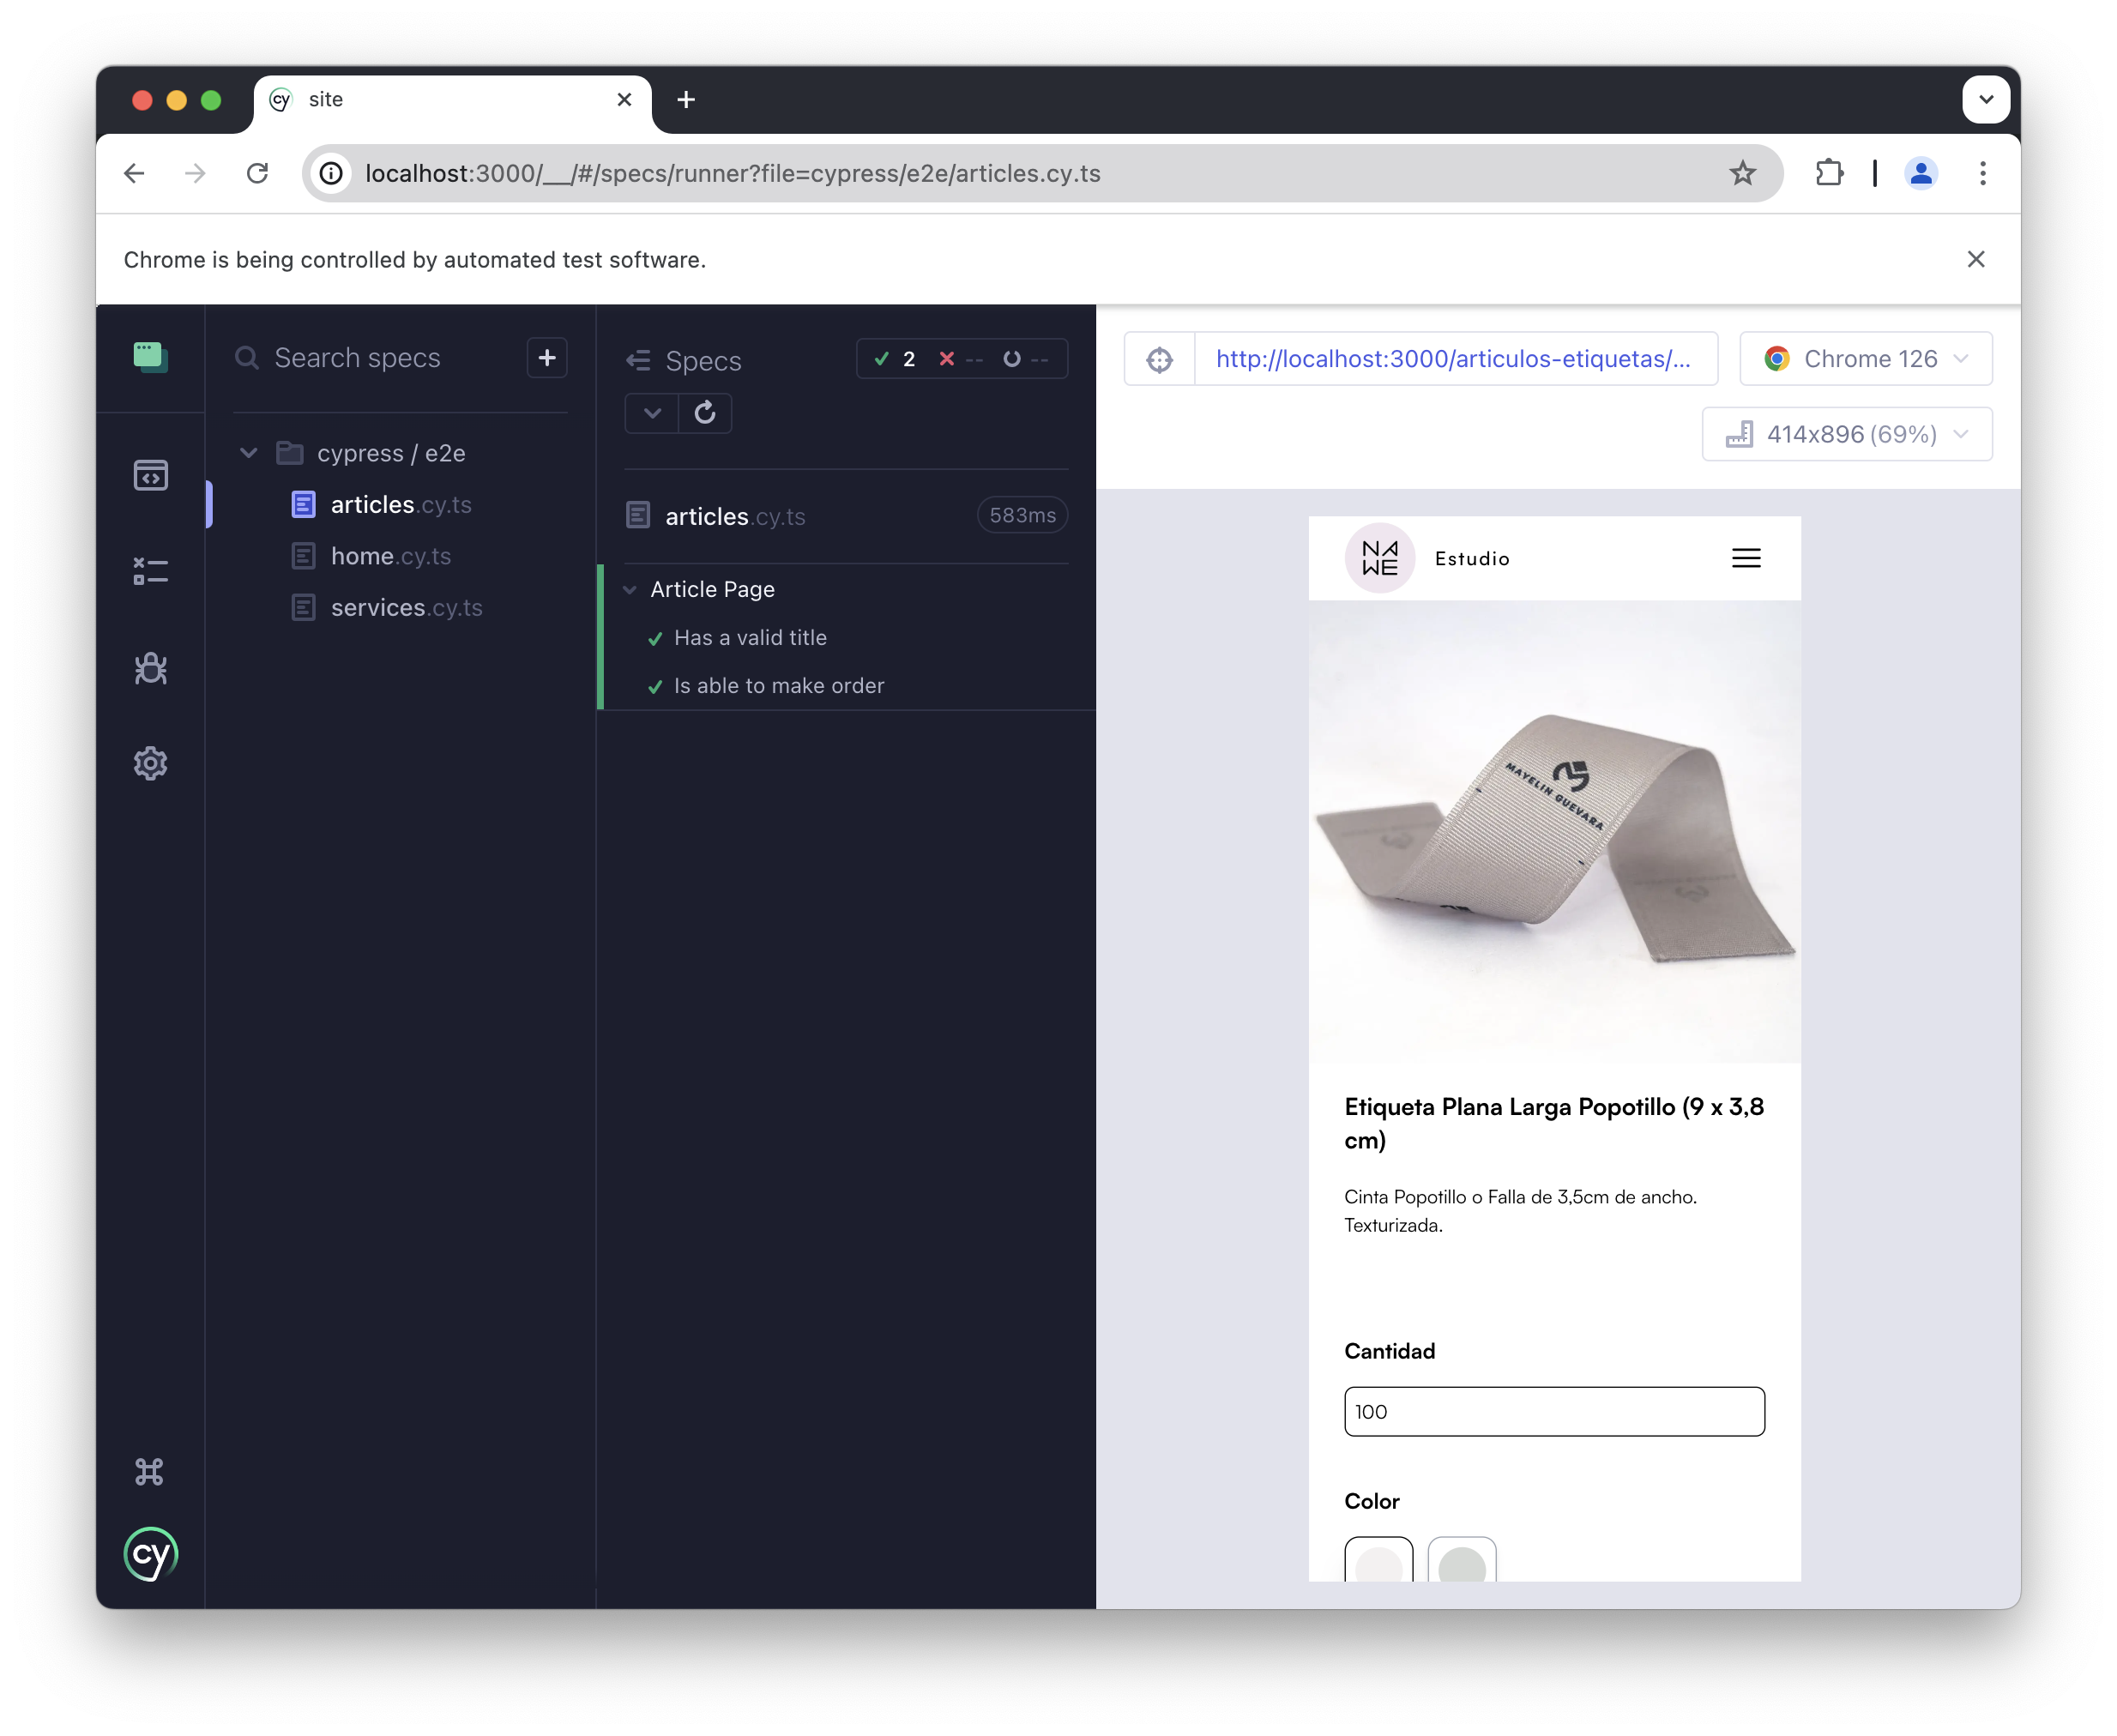 site
localhost:3000/__/#/specs/runner?file=cypress/e2e/articles.cy.ts
Chrome is being controlled by automated test software.
Search specs
cypress / e2e
articles.cy.ts
home.cy.ts
services.cy.ts
cy
Specs
2 -- --
articles.cy.ts 583ms
Article Page
Has a valid title
Is able to make order
http://localhost:3000/articulos-etiquetas/...
Chrome 126
414x896 (69%)
NAWE Estudio
MAYELIN GUEVARA
Etiqueta Plana Larga Popotillo (9 x 3,8
cm)
Cinta Popotillo o Falla de 3,5cm de ancho.
Texturizada.
Cantidad
100
Color